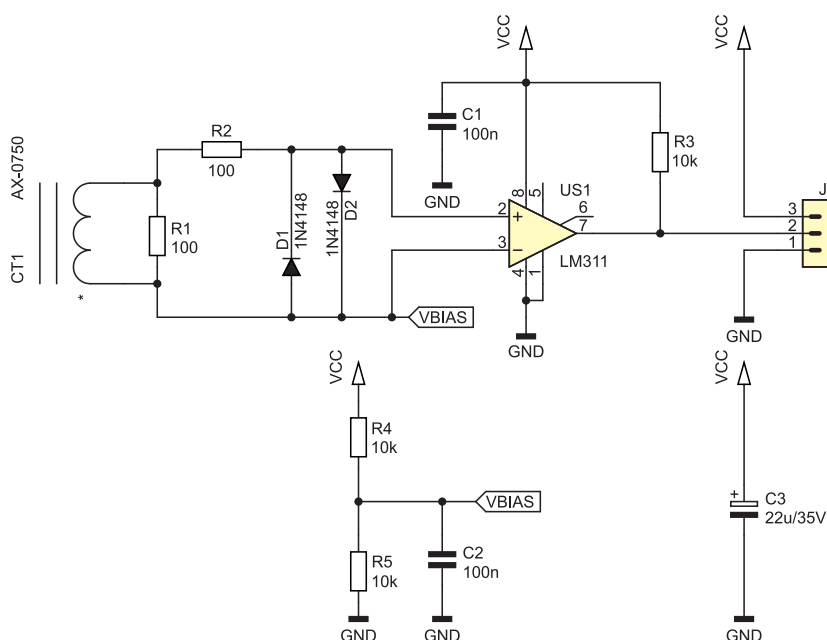 VCC
VCC
AX-0750
CT1
*
R1
100
R2
100
D1
1N4148
1N4148
D2
C1
100n
GND
2
+
3
−
8
5
4
1
US1
6
7
LM311
R3
10k
J
3
2
1
GND
GND
VBIAS
VCC
R4
10k
VBIAS
R5
10k
C2
100n
GND
GND
VCC
+
C3
22u/35V
GND